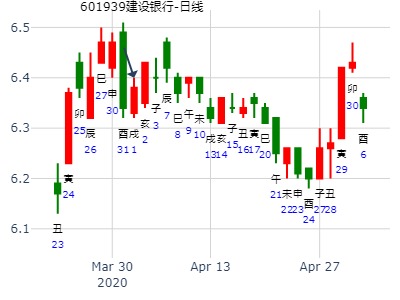 601939建设银行-日线
6.5
6.4
6.3
6.2
6.1
丑
23
寅
24
卯
25
辰
26
巳
27
申
30
酉
31
戌
1
亥
2
子
3
辰
7
巳
8
午
9
未
10
戌
13
亥
14
子
15
丑
16
寅
17
巳
20
午
21
未
22
申
23
酉
24
子
27
丑
28
寅
29
卯
30
酉
6
Mar 30
2020
Apr 13
Apr 27